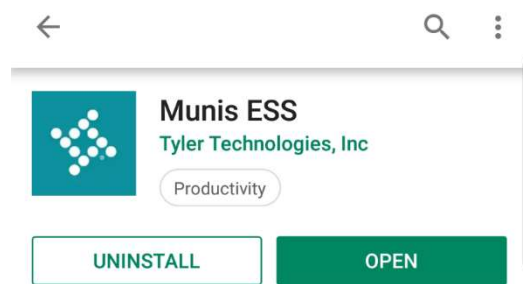 Munis ESS
Tyler Technologies, Inc
Productivity
UNINSTALL OPEN